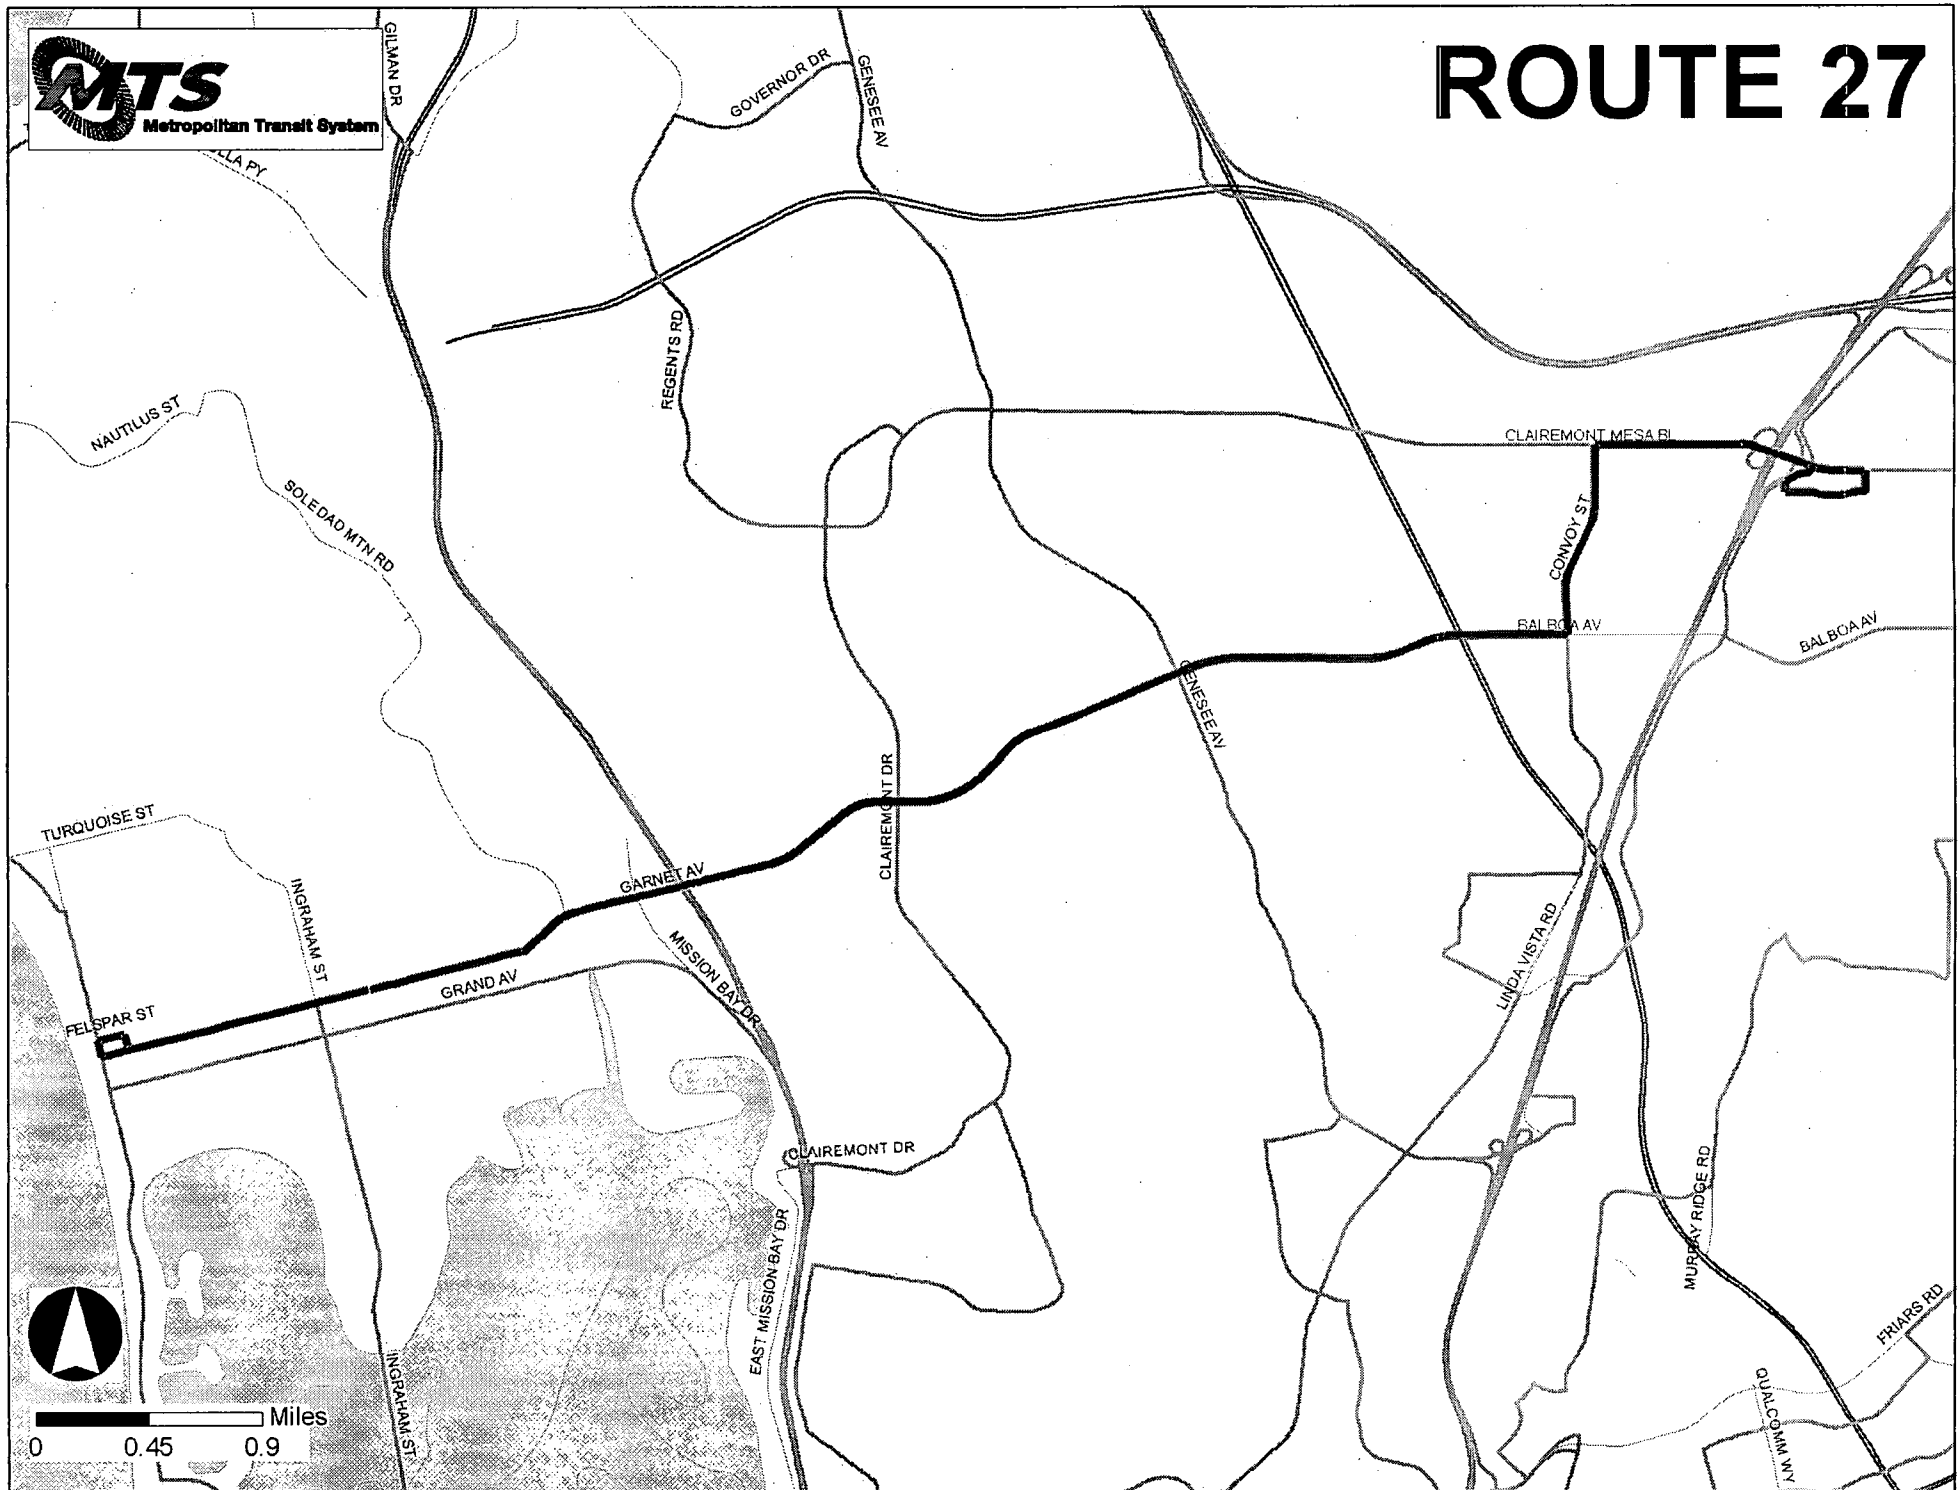 MTS
Metropolitan Transit System
ROUTE 27
GILMAN DR
GOVERNOR DR
GENESEE AV
REGENTS RD
NAUTILUS ST
SOLEDAD MTN RD
CLAIREMONT MESA BL
CONVOY ST
BALBOA AV
BALBOA AV
GENESEE AV
CLAIREMONT DR
TURQUOISE ST
GARNET AV
INGRAHAM ST
MISSION BAY DR
GRAND AV
FELSPAR ST
LINDA VISTA RD
CLAIREMONT DR
EAST MISSION BAY DR
MURRAY RIDGE RD
FRIARS RD
QUALCOMM WY
INGRAHAM ST
Miles
0 0.45 0.9